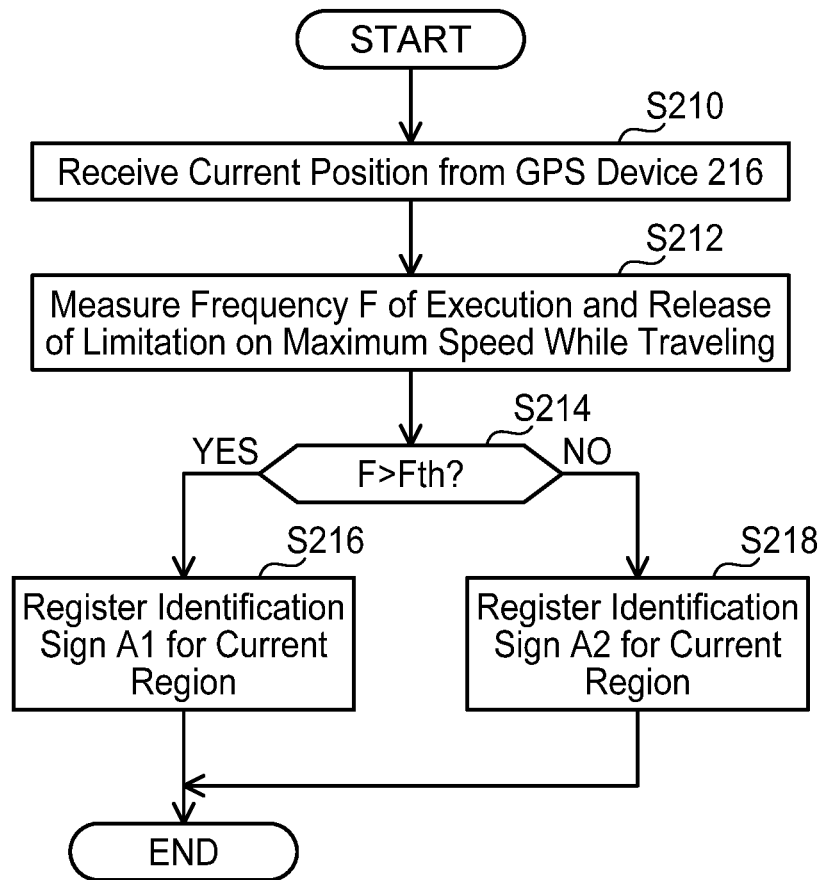 START
S210
Receive Current Position from GPS Device 216
S212
Measure Frequency F of Execution and Release
of Limitation on Maximum Speed While Traveling
S214
YES
F>Fth?
NO
S216
Register Identification
Sign A1 for Current
Region
S218
Register Identification
Sign A2 for Current
Region
END